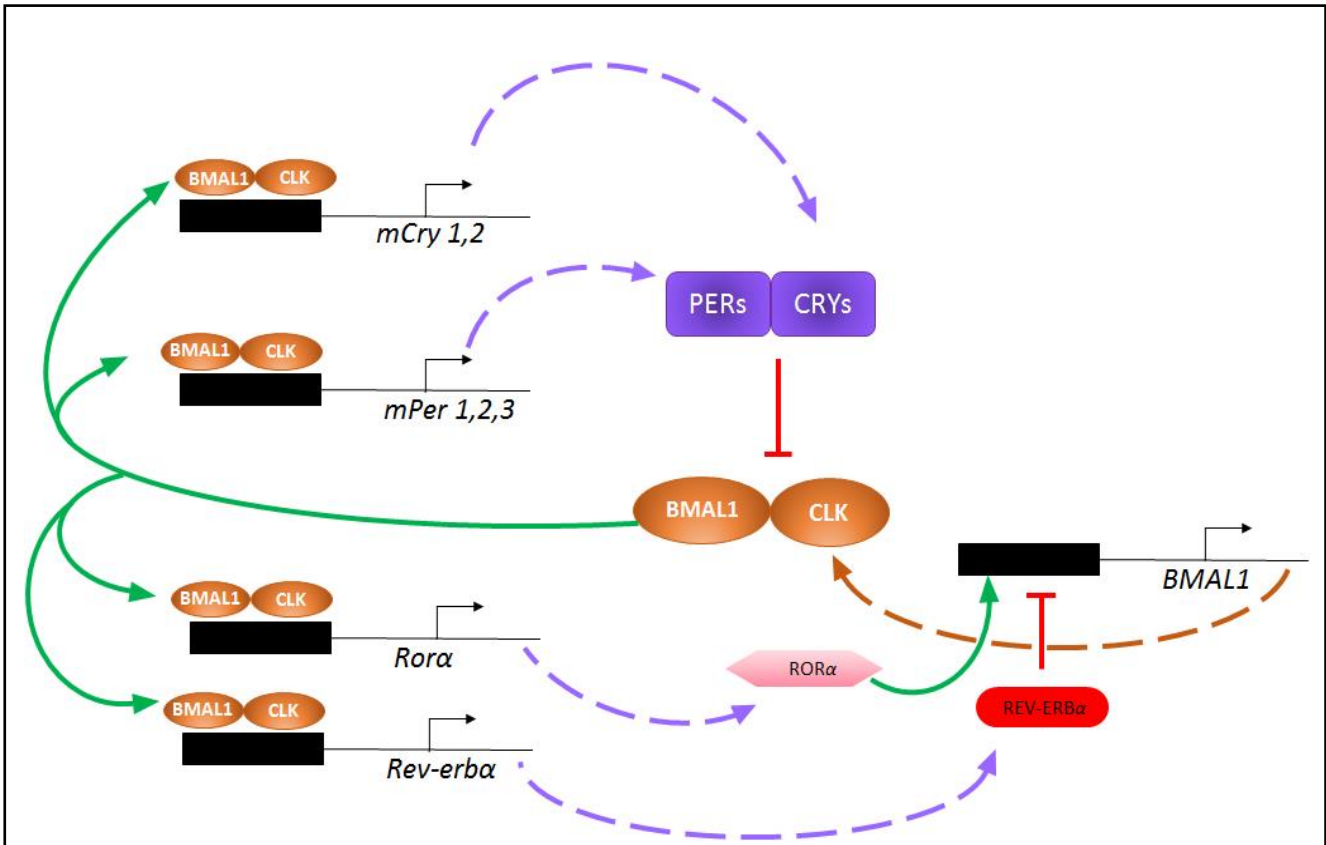 BMAL1 CLK
mCry 1,2
PERs CRYs
BMAL1 CLK
mPer 1,2,3
BMAL1 CLK
BMAL1
BMAL1 CLK
Rorα
RORα
BMAL1 CLK
REV-ERBα
Rev-erbα